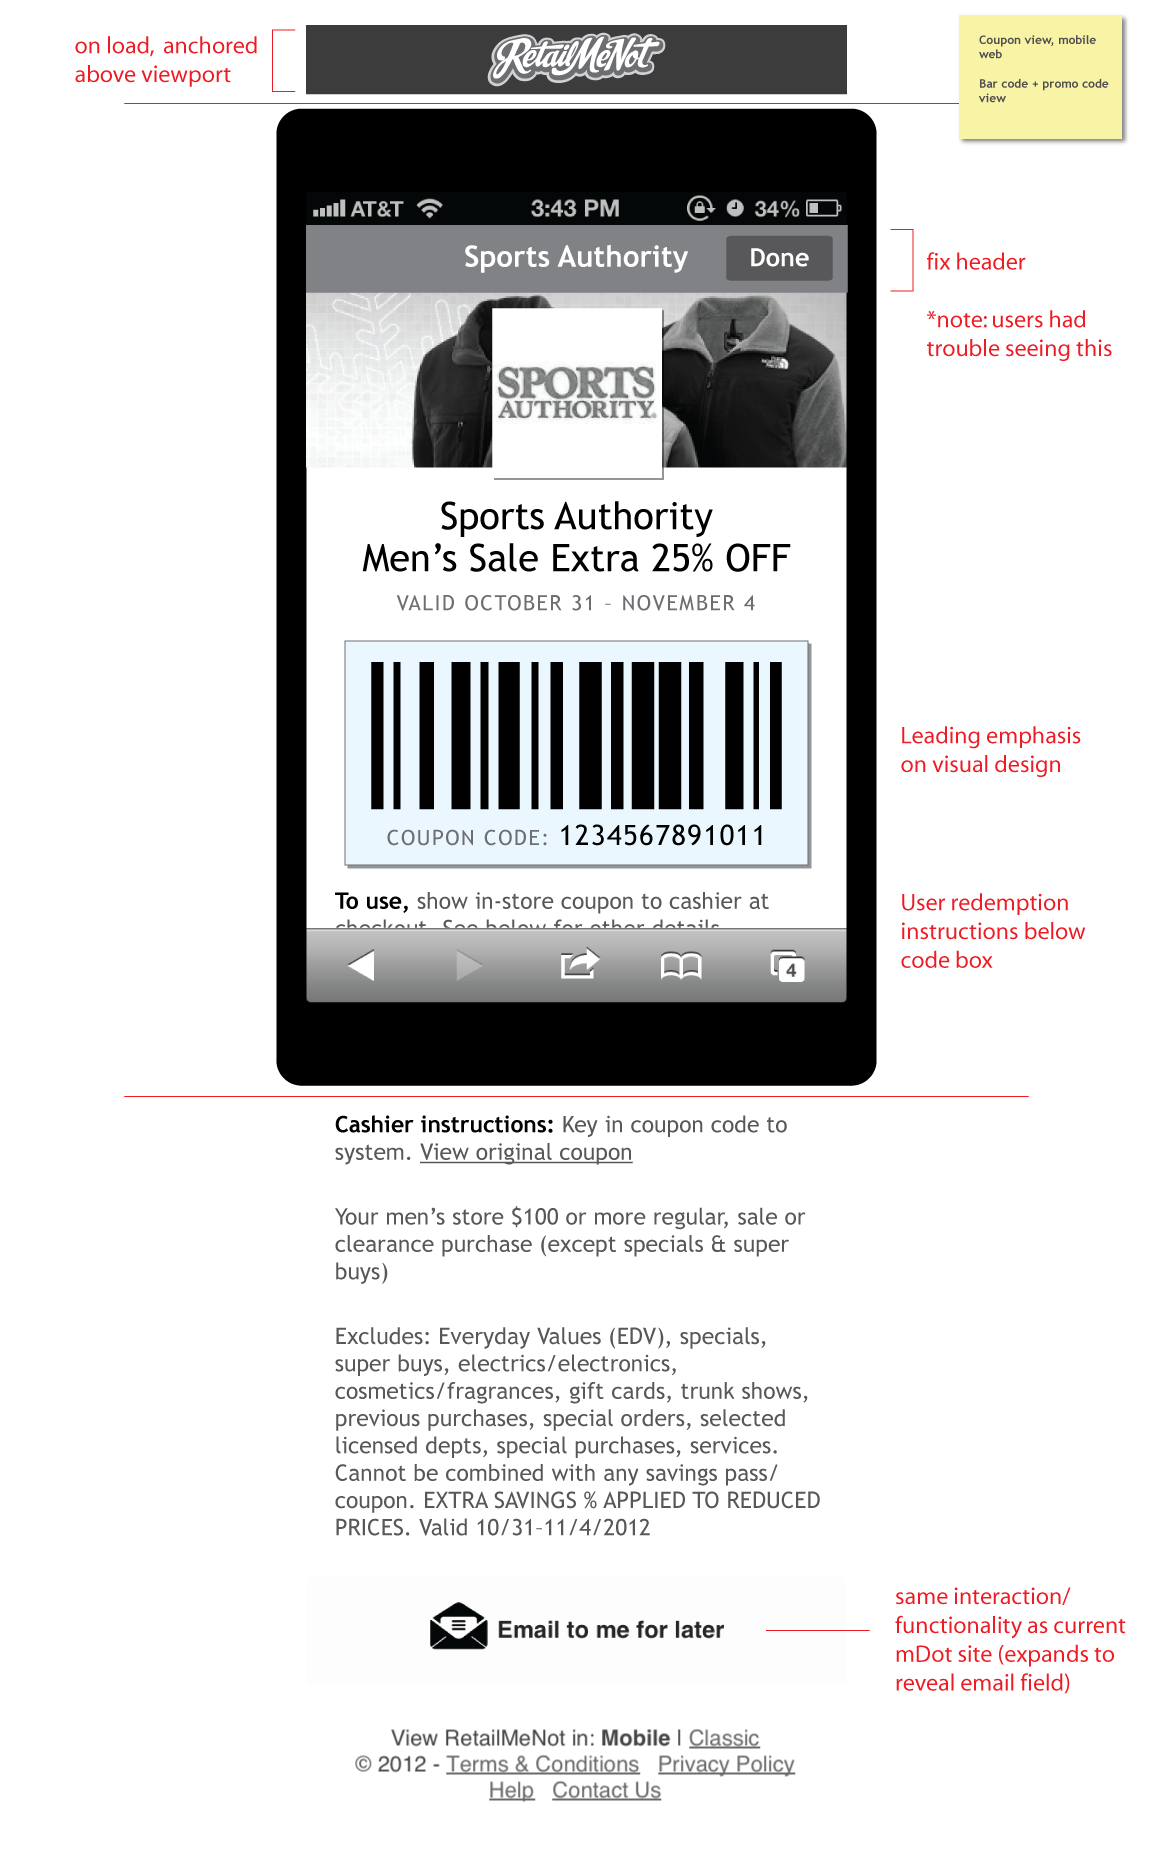 on load, anchored
above viewport
RetailMeNot
Coupon view, mobile
web
Bar code + promo code
view
AT&T 3:43 PM 34%
Sports Authority Done
fix header
*note: users had
trouble seeing this
SPORTS
AUTHORITY.
Sports Authority
Men’s Sale Extra 25% OFF
VALID OCTOBER 31 – NOVEMBER 4
Leading emphasis
on visual design
COUPON CODE: 1234567891011
To use, show in-store coupon to cashier at
checkout. See below for other details.
User redemption
instructions below
code box
4
Cashier instructions: Key in coupon code to
system. View original coupon
Your men’s store $100 or more regular, sale or
clearance purchase (except specials & super
buys)
Excludes: Everyday Values (EDV), specials,
super buys, electrics/electronics,
cosmetics/fragrances, gift cards, trunk shows,
previous purchases, special orders, selected
licensed depts, special purchases, services.
Cannot be combined with any savings pass/
coupon. EXTRA SAVINGS % APPLIED TO REDUCED
PRICES. Valid 10/31–11/4/2012
Email to me for later
same interaction/
functionality as current
mDot site (expands to
reveal email field)
View RetailMeNot in: Mobile | Classic
© 2012 - Terms & Conditions Privacy Policy
Help Contact Us